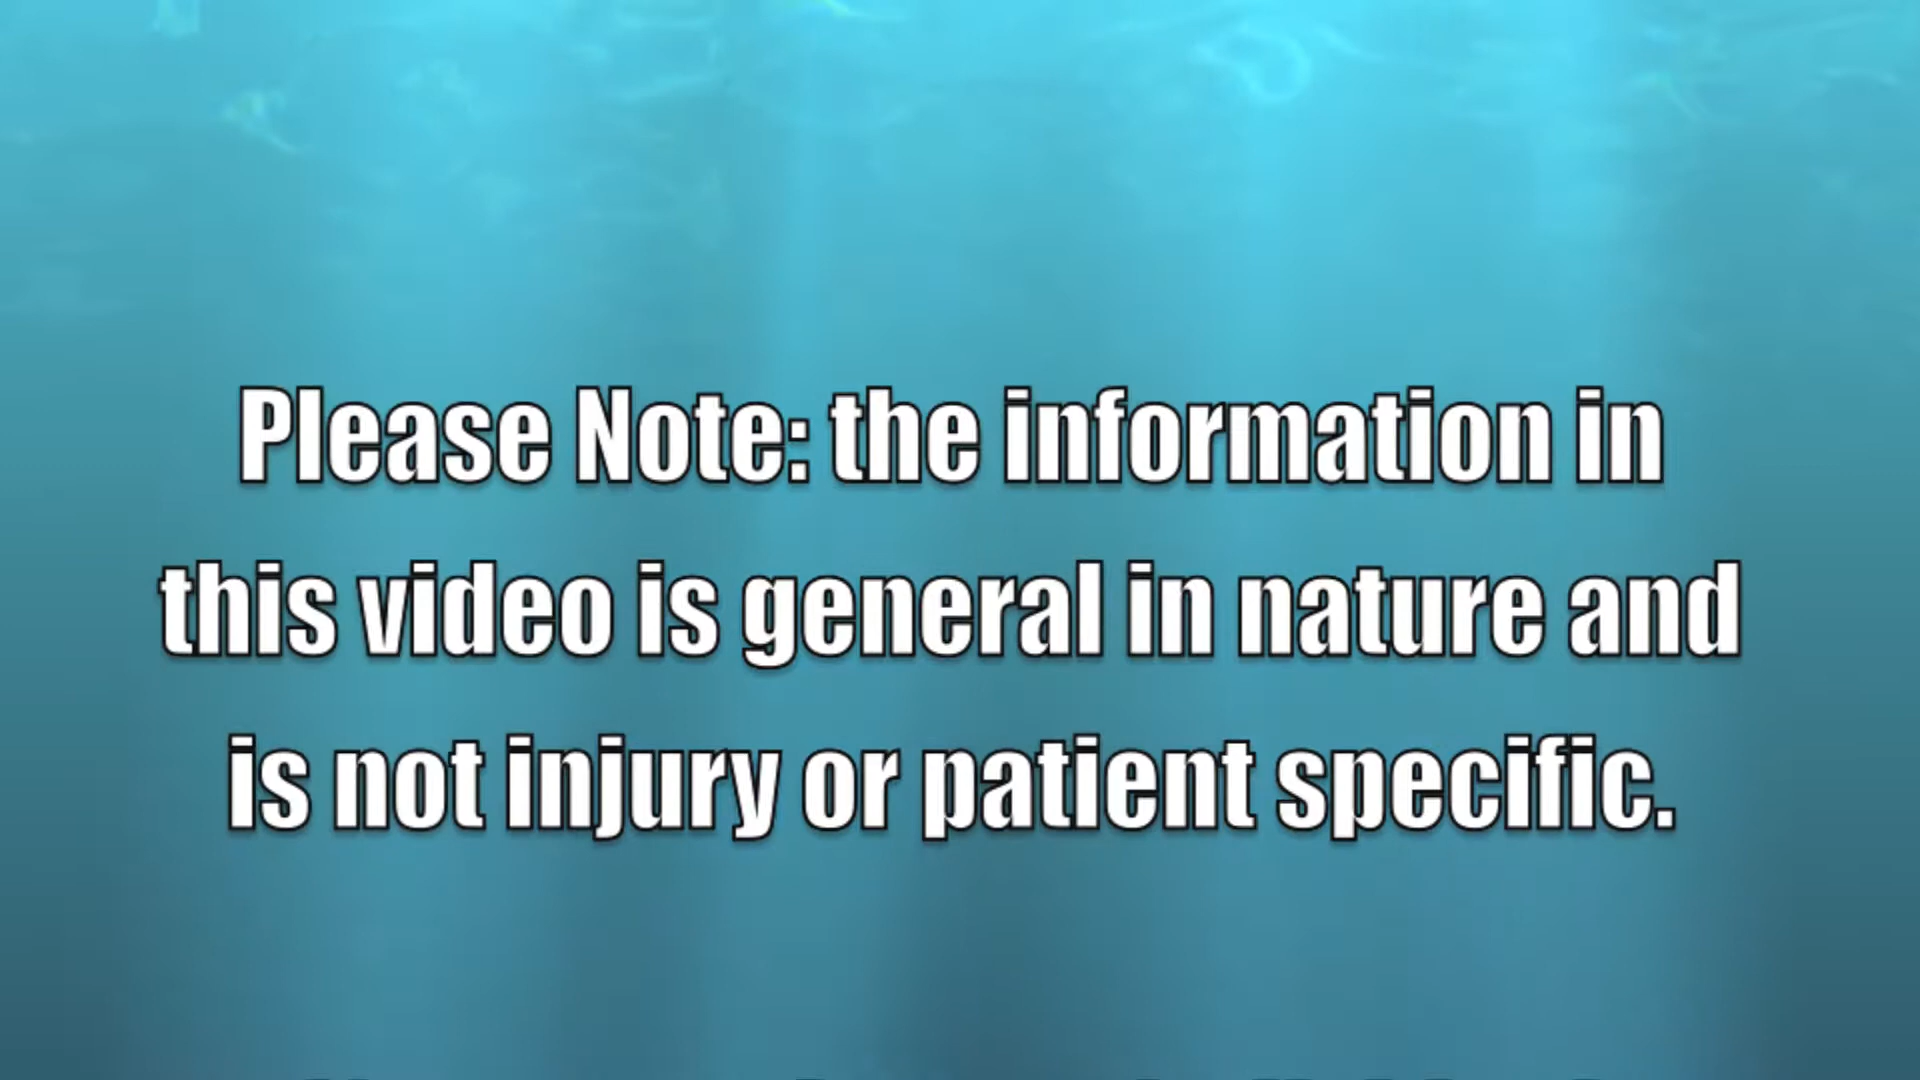 Please Note: the information in
this video is general in nature and
is not injury or patient specific.